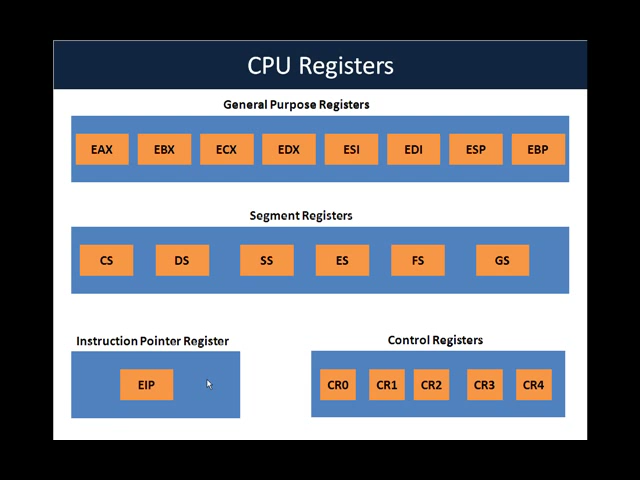 CPU Registers
General Purpose Registers
EAX EBX ECX EDX ESI EDI ESP EBP
Segment Registers
CS DS SS ES FS GS
Instruction Pointer Register
EIP
Control Registers
CR0 CR1 CR2 CR3 CR4